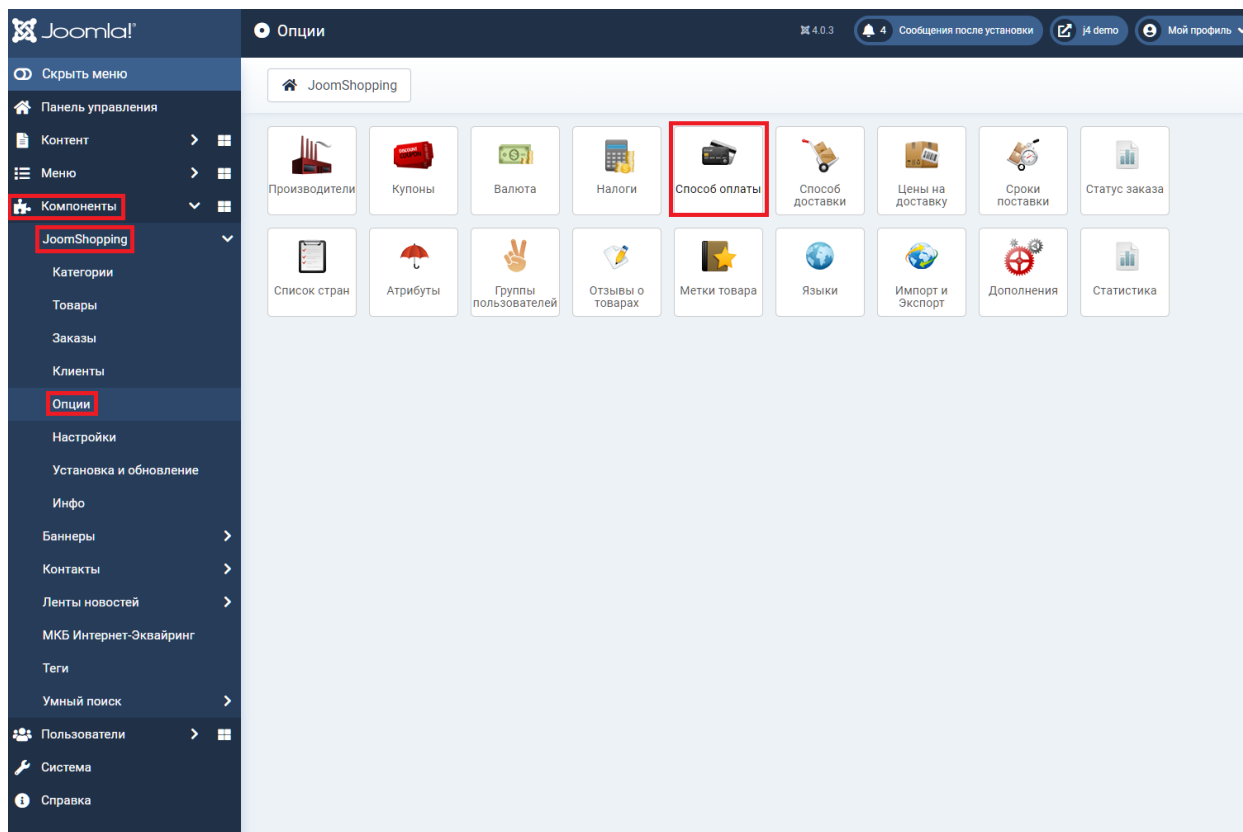 Joomla!
Опции
4.0.3
4
Сообщения после установки
j4 demo
Мой профиль
Скрыть меню
JoomShopping
Панель управления
Контент
Меню
Компоненты
JoomShopping
Категории
Товары
Заказы
Клиенты
Опции
Настройки
Установка и обновление
Инфо
Баннеры
Контакты
Ленты новостей
МКБ Интернет-Эквайринг
Теги
Умный поиск
Пользователи
Система
Справка
Производители
DISCOUNT
COUPON
Купоны
Валюта
Налоги
Способ оплаты
Способ
доставки
Цены на
доставку
Сроки
поставки
Статус заказа
Список стран
Атрибуты
Группы
пользователей
Отзывы о
товарах
Метки товара
Языки
Импорт и
Экспорт
Дополнения
Статистика